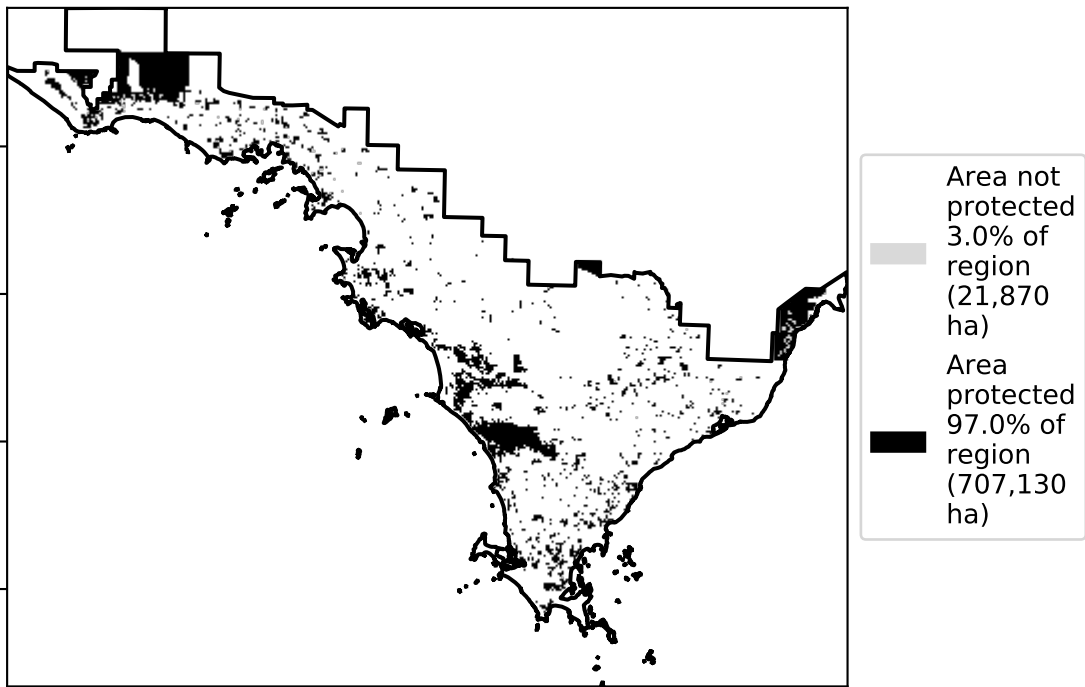 Area not
protected
3.0% of
region
(21,870
ha)
Area
protected
97.0% of
region
(707,130
ha)